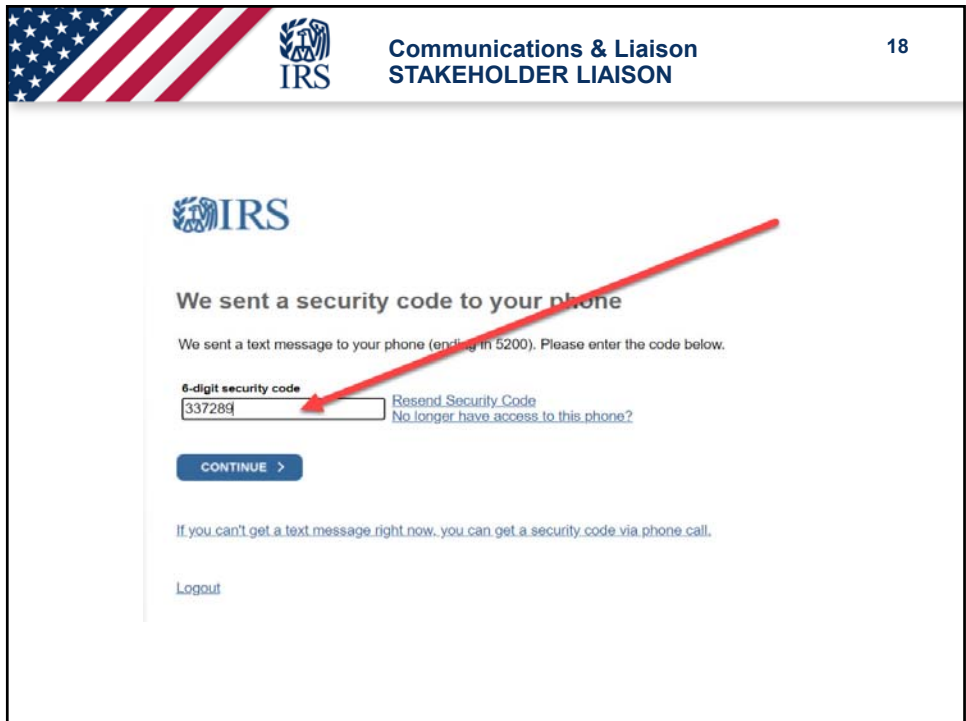 IRS
Communications & Liaison
STAKEHOLDER LIAISON
18
IRS
We sent a security code to your phone
We sent a text message to your phone (ending in 5200). Please enter the code below.
6-digit security code
337289
Resend Security Code
No longer have access to this phone?
CONTINUE >
If you can't get a text message right now, you can get a security code via phone call.
Logout